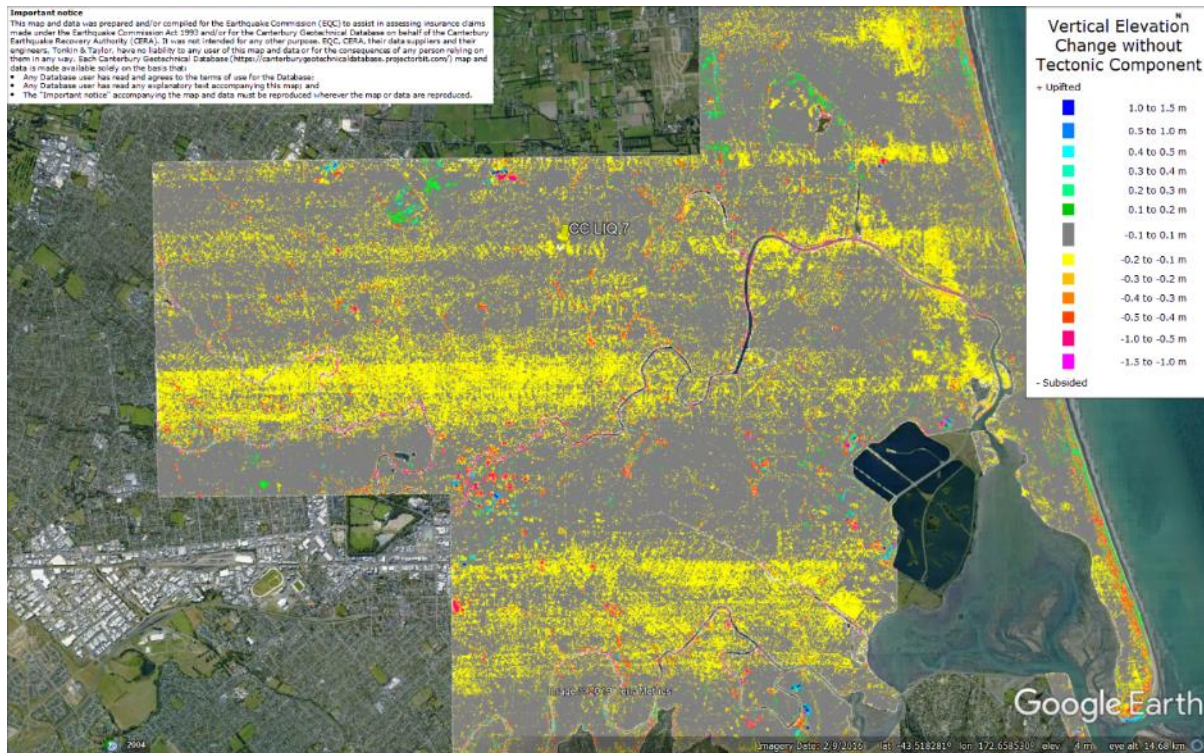 Important notice
This map and data was prepared and/or compiled for the Earthquake Commission (EQC) to assist in assessing insurance claims
made under the Earthquake Commission Act 1993 and/or for the Canterbury Geotechnical Database on behalf of the Canterbury
Earthquake Recovery Authority (CERA). It was not intended for any other purpose. EQC, CERA, their data suppliers and their
engineers, Tonkin & Taylor, have no liability to any user of this map and data or for the consequences of any person relying on
them in any way. Each Canterbury Geotechnical Database (https://canterburygeotechnicaldatabase.projectorbit.com/) map and
data is made available solely on the basis that:
• Any Database user has read and agrees to the terms of use for the Database;
• Any Database user has read any explanatory text accompanying this map; and
• The "Important notice" accompanying the map and data must be reproduced wherever the map or data are reproduced.
N
Vertical Elevation
Change without
Tectonic Component
+ Uplifted
1.0 to 1.5 m
0.5 to 1.0 m
0.4 to 0.5 m
0.3 to 0.4 m
0.2 to 0.3 m
0.1 to 0.2 m
-0.1 to 0.1 m
-0.2 to -0.1 m
-0.3 to -0.2 m
-0.4 to -0.3 m
-0.5 to -0.4 m
-1.0 to -0.5 m
-1.5 to -1.0 m
- Subsided
CC LIQ 7
Image
Google Earth
2004
Imagery Date: 2/9/2016 lat -43.518281° lon 172.658530° elev 4 m eye alt 14.68 km